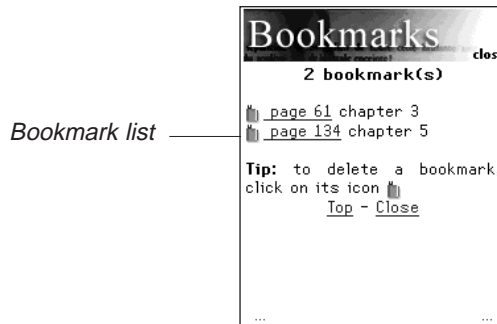 Bookmarks
clos
2 bookmark(s)
page 61 chapter 3
Bookmark list
page 134 chapter 5
Tip: to delete a bookmark
click on its icon
Top - Close
... ...